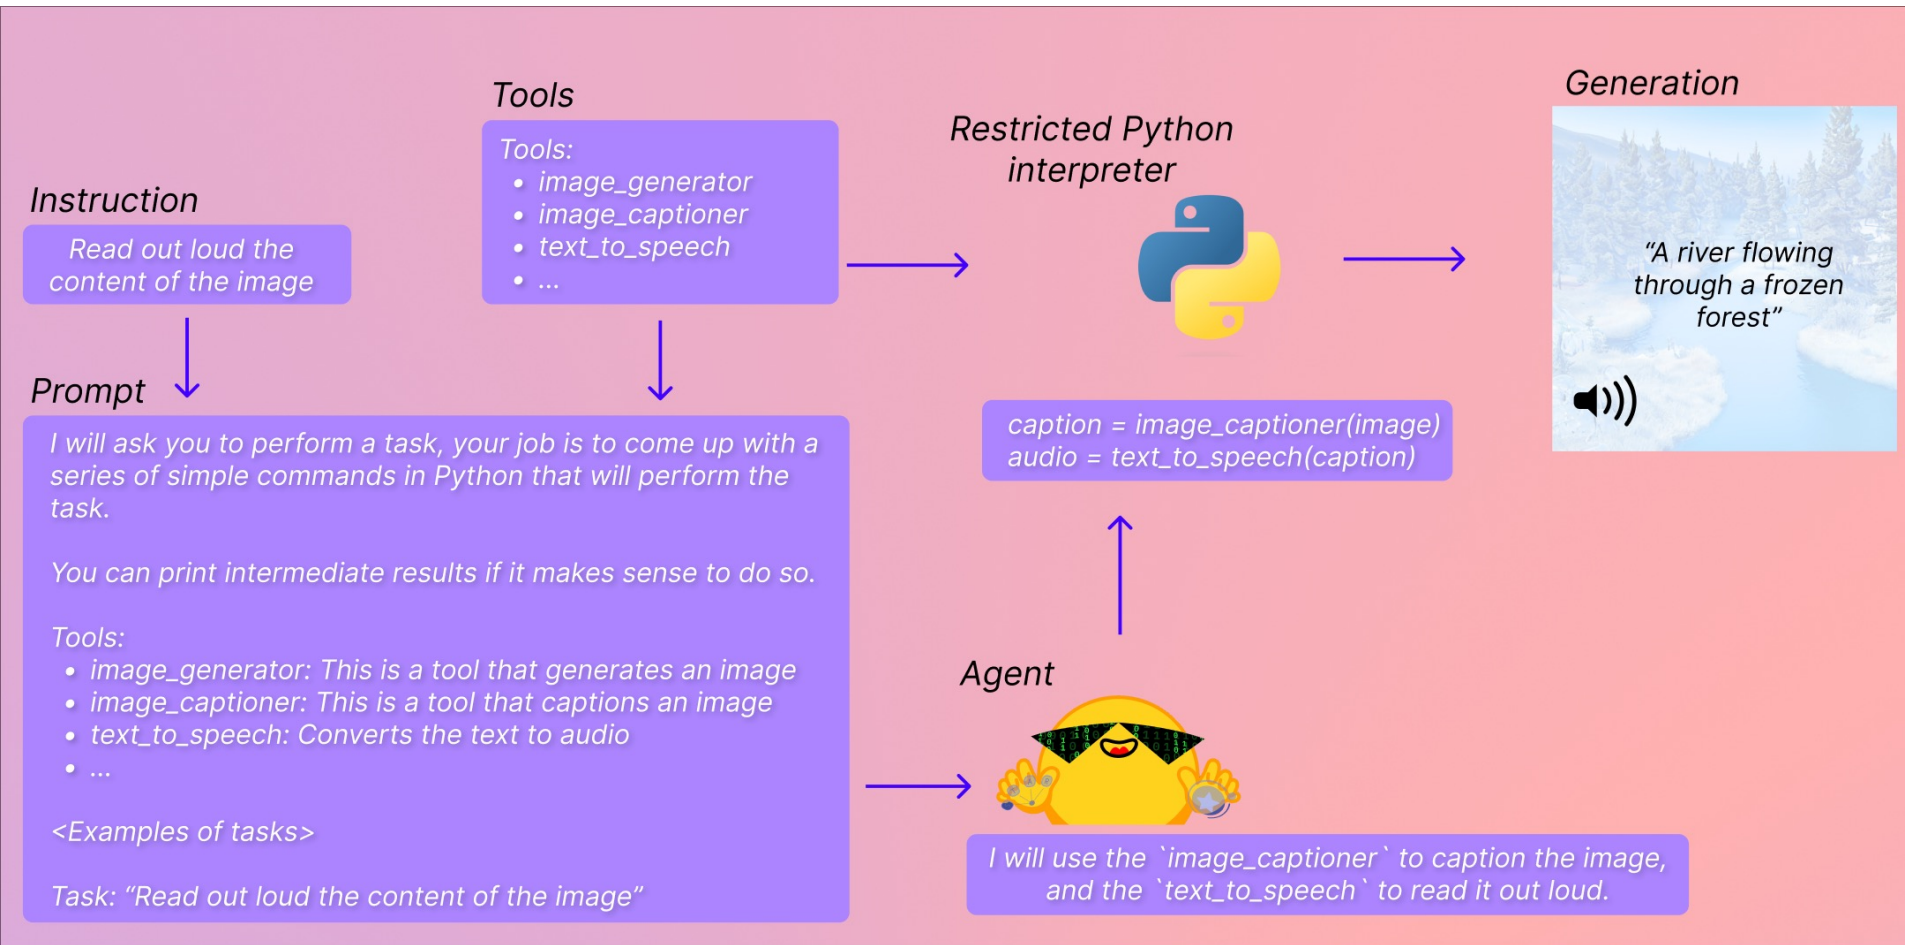 Instruction
Read out loud the
content of the image
Tools
Tools:
• image_generator
• image_captioner
• text_to_speech
• ...
Prompt
I will ask you to perform a task, your job is to come up with a
series of simple commands in Python that will perform the
task.
You can print intermediate results if it makes sense to do so.
Tools:
• image_generator: This is a tool that generates an image
• image_captioner: This is a tool that captions an image
• text_to_speech: Converts the text to audio
• ...
<Examples of tasks>
Task: “Read out loud the content of the image”
Agent
I will use the `image_captioner` to caption the image,
and the `text_to_speech` to read it out loud.
caption = image_captioner(image)
audio = text_to_speech(caption)
Restricted Python
interpreter
Generation
“A river flowing
through a frozen
forest”